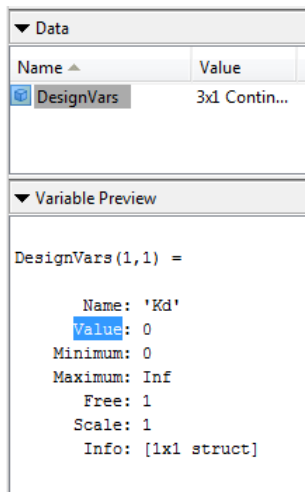 Data
Name Value
DesignVars 3x1 Contin...
Variable Preview
DesignVars(1,1) =
Name: 'Kd'
Value: 0
Minimum: 0
Maximum: Inf
Free: 1
Scale: 1
Info: [1x1 struct]